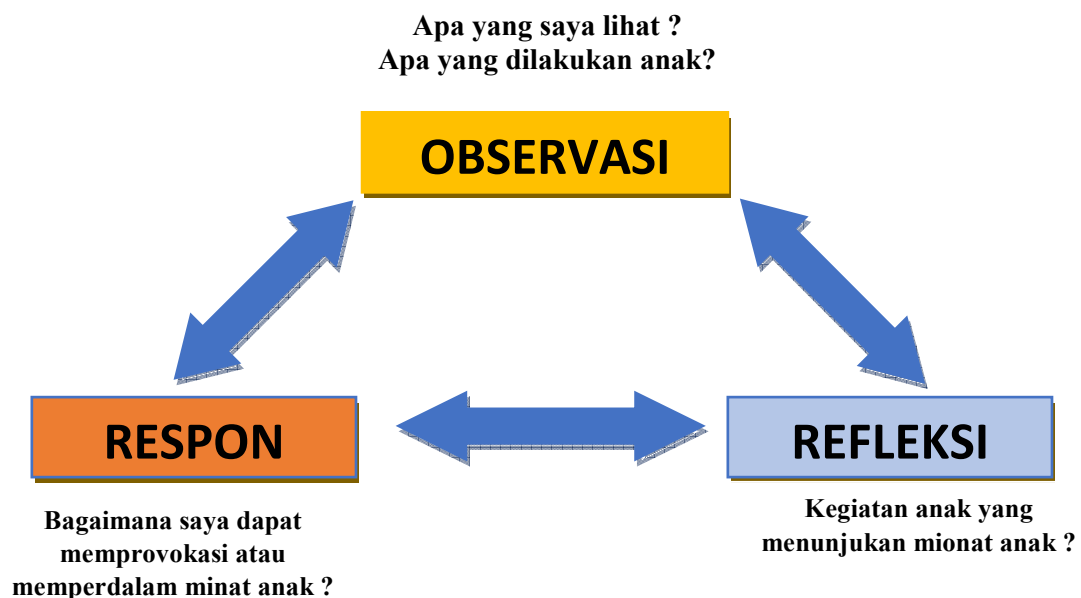 Apa yang saya lihat ?
Apa yang dilakukan anak?
OBSERVASI
RESPON
REFLEKSI
Bagaimana saya dapat
memprovokasi atau
memperdalam minat anak ?
Kegiatan anak yang
menunjukan mionat anak ?